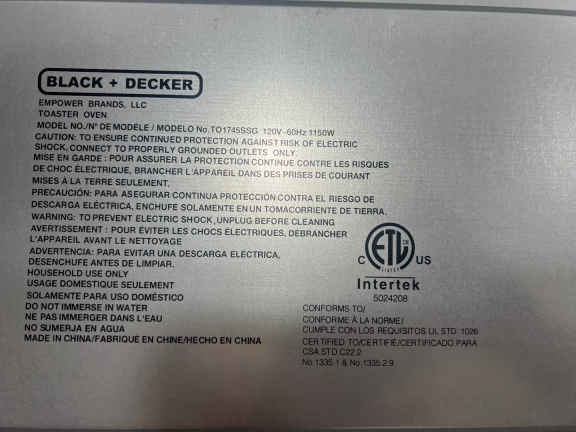 BLACK + DECKER
EMPOWER BRANDS, LLC
TOASTER OVEN
MODEL NO./N° DE MODÈLE / MODELO No.TO1745SSG 120V~60Hz 1150W
CAUTION: TO ENSURE CONTINUED PROTECTION AGAINST RISK OF ELECTRIC
SHOCK, CONNECT TO PROPERLY GROUNDED OUTLETS ONLY.
MISE EN GARDE : POUR ASSURER LA PROTECTION CONTINUE CONTRE LES RISQUES
DE CHOC ÉLECTRIQUE, BRANCHER L'APPAREIL DANS DES PRISES DE COURANT
MISES À LA TERRE SEULEMENT.
PRECAUCIÓN: PARA ASEGURAR CONTINUA PROTECCIÓN CONTRA EL RIESGO DE
DESCARGA ELÉCTRICA, ENCHUFE SOLAMENTE EN UN TOMACORRIENTE DE TIERRA.
WARNING: TO PREVENT ELECTRIC SHOCK, UNPLUG BEFORE CLEANING
AVERTISSEMENT : POUR ÉVITER LES CHOCS ÉLECTRIQUES, DÉBRANCHER
L'APPAREIL AVANT LE NETTOYAGE
ADVERTENCIA: PARA EVITAR UNA DESCARGA ELÉCTRICA,
DESENCHUFE ANTES DE LIMPIAR.
HOUSEHOLD USE ONLY
USAGE DOMESTIQUE SEULEMENT
SOLAMENTE PARA USO DOMÉSTICO
DO NOT IMMERSE IN WATER
NE PAS IMMERGER DANS L'EAU
NO SUMERJA EN AGUA
MADE IN CHINA/FABRIQUÉ EN CHINE/HECHO EN CHINA
C ETL US
LISTED
Intertek
5024208
CONFORMS TO/
CONFORME À LA NORME/
CUMPLE CON LOS REQUISITOS UL STD. 1026
CERTIFIED TO/CERTIFIÉ/CERTIFICADO PARA
CSA STD C22.2
No.1335.1 & No.1335.2.9